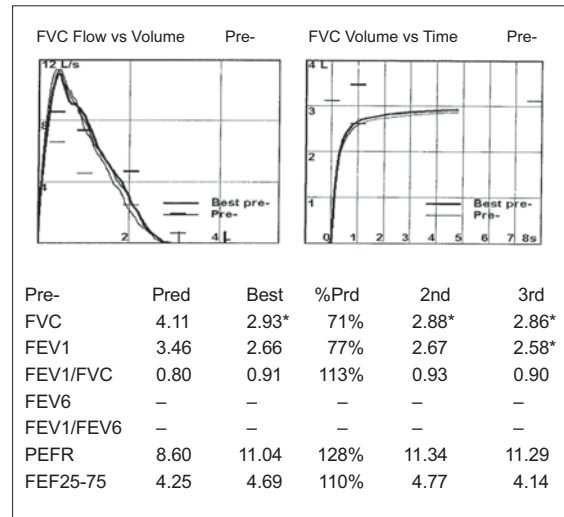 FVC Flow vs Volume Pre- FVC Volume vs Time Pre-
12 L/s
8
4
2 4 L
Best pre-
Pre-
4 L
3
2
1
0 1 2 3 4 5 6 7 8s
Best pre-
Pre-
Pre- Pred Best %Prd 2nd 3rd
FVC 4.11 2.93* 71% 2.88* 2.86*
FEV1 3.46 2.66 77% 2.67 2.58*
FEV1/FVC 0.80 0.91 113% 0.93 0.90
FEV6 – – – – –
FEV1/FEV6 – – – – –
PEFR 8.60 11.04 128% 11.34 11.29
FEF25-75 4.25 4.69 110% 4.77 4.14